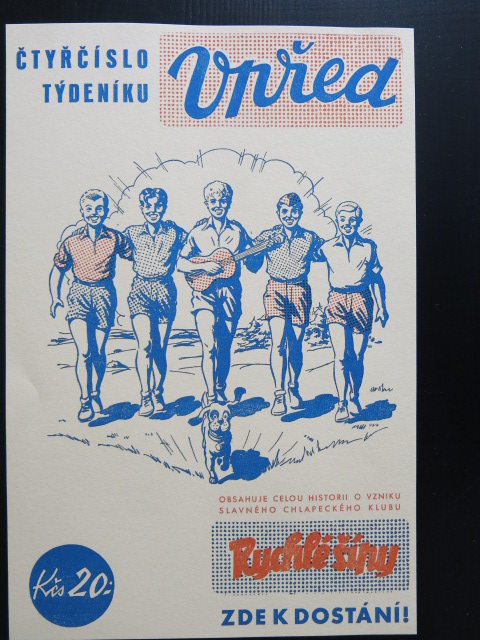 ČTYŘČÍSLO
TÝDENÍKU
Vpřed
OBSAHUJE CELOU HISTORII O VZNIKU
SLAVNÉHO CHLAPECKÉHO KLUBU
Rychlé šípy
Kčs 20:-
ZDE K DOSTÁNÍ!